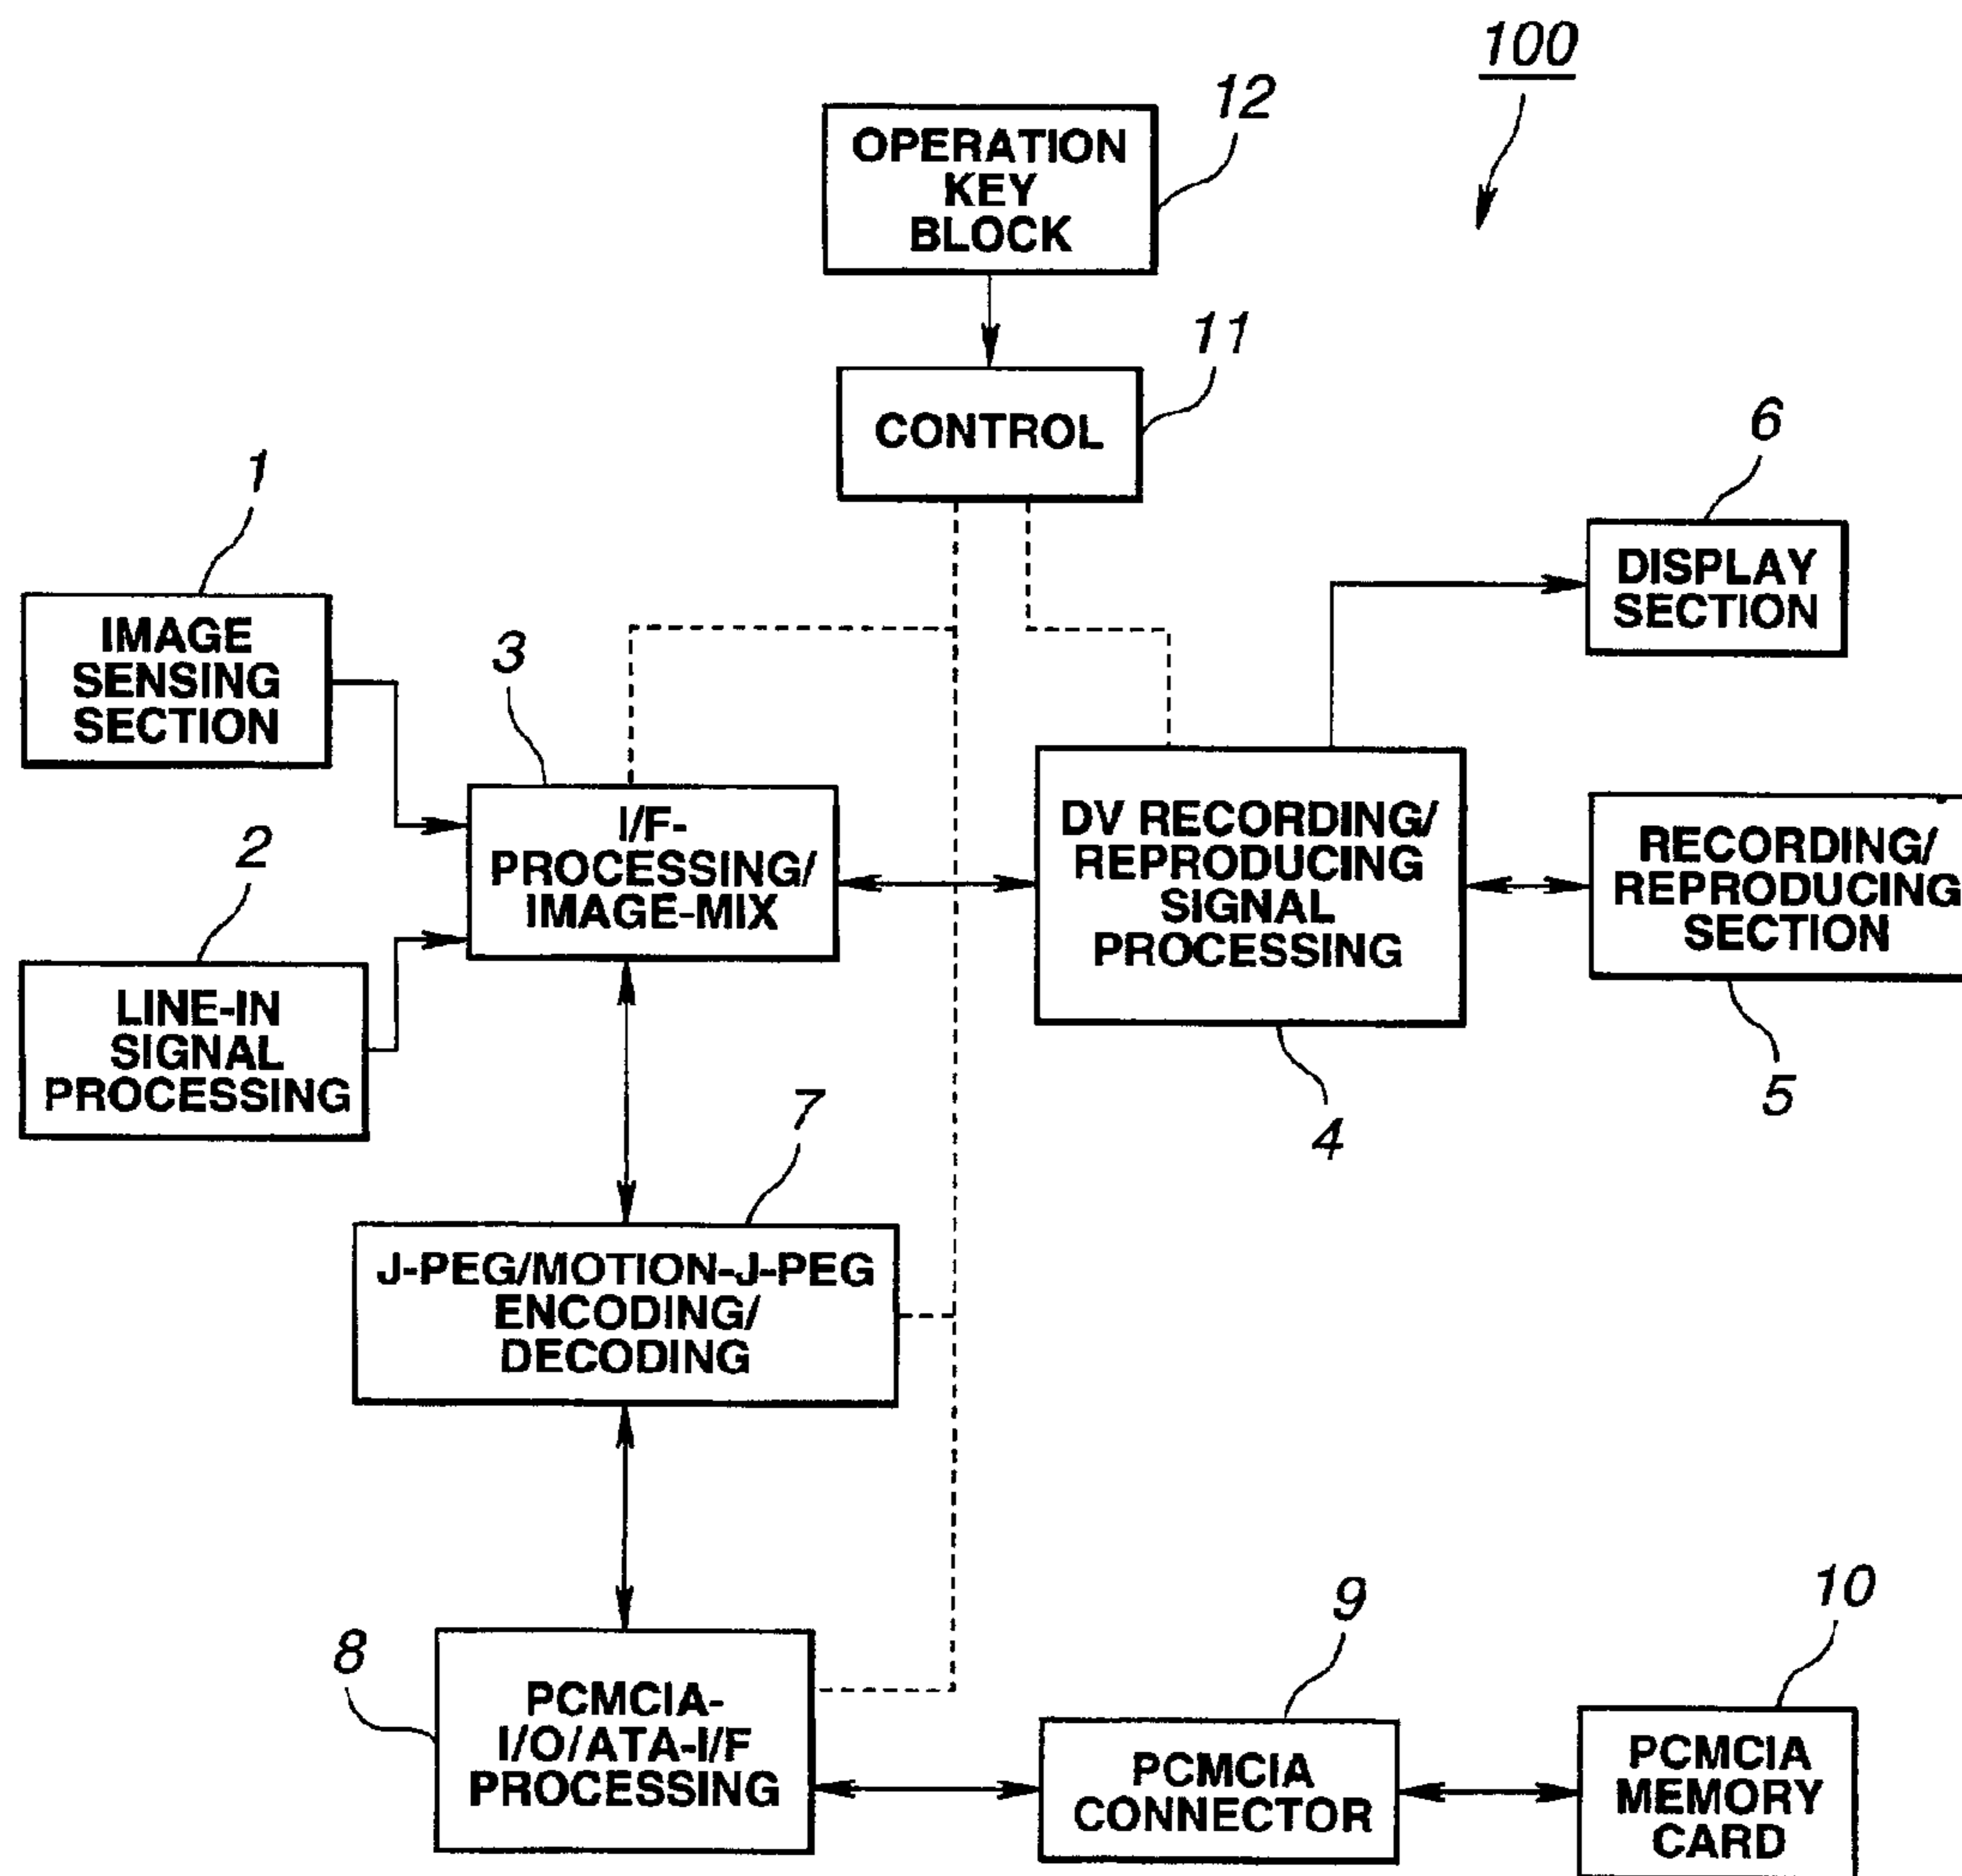 100
12
OPERATION
KEY
BLOCK
11
CONTROL
6
DISPLAY
SECTION
1
IMAGE
SENSING
SECTION
3
I/F-
PROCESSING/
IMAGE-MIX
DV RECORDING/
REPRODUCING
SIGNAL
PROCESSING
4
RECORDING/
REPRODUCING
SECTION
5
2
LINE-IN
SIGNAL
PROCESSING
7
J-PEG/MOTION-J-PEG
ENCODING/
DECODING
8
PCMCIA-
I/O/ATA-I/F
PROCESSING
9
PCMCIA
CONNECTOR
10
PCMCIA
MEMORY
CARD